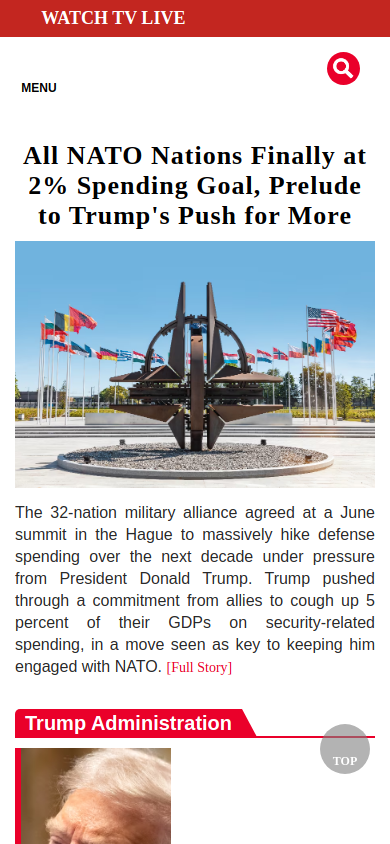 WATCH TV LIVE
MENU
All NATO Nations Finally at
2% Spending Goal, Prelude
to Trump's Push for More
The 32-nation military alliance agreed at a June
summit in the Hague to massively hike defense
spending over the next decade under pressure
from President Donald Trump. Trump pushed
through a commitment from allies to cough up 5
percent of their GDPs on security-related
spending, in a move seen as key to keeping him
engaged with NATO. [Full Story]
Trump Administration
TOP